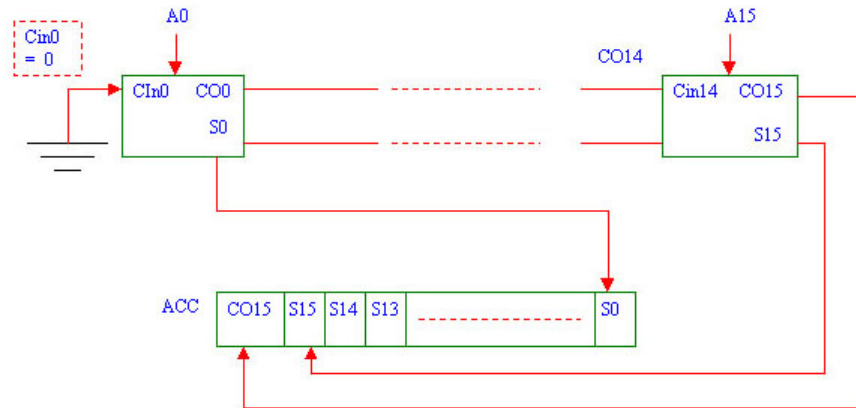 A0
A15
Cin0
= 0
CO14
CIn0 CO0
S0
Cin14 CO15
S15
ACC
CO15 S15 S14 S13 S0